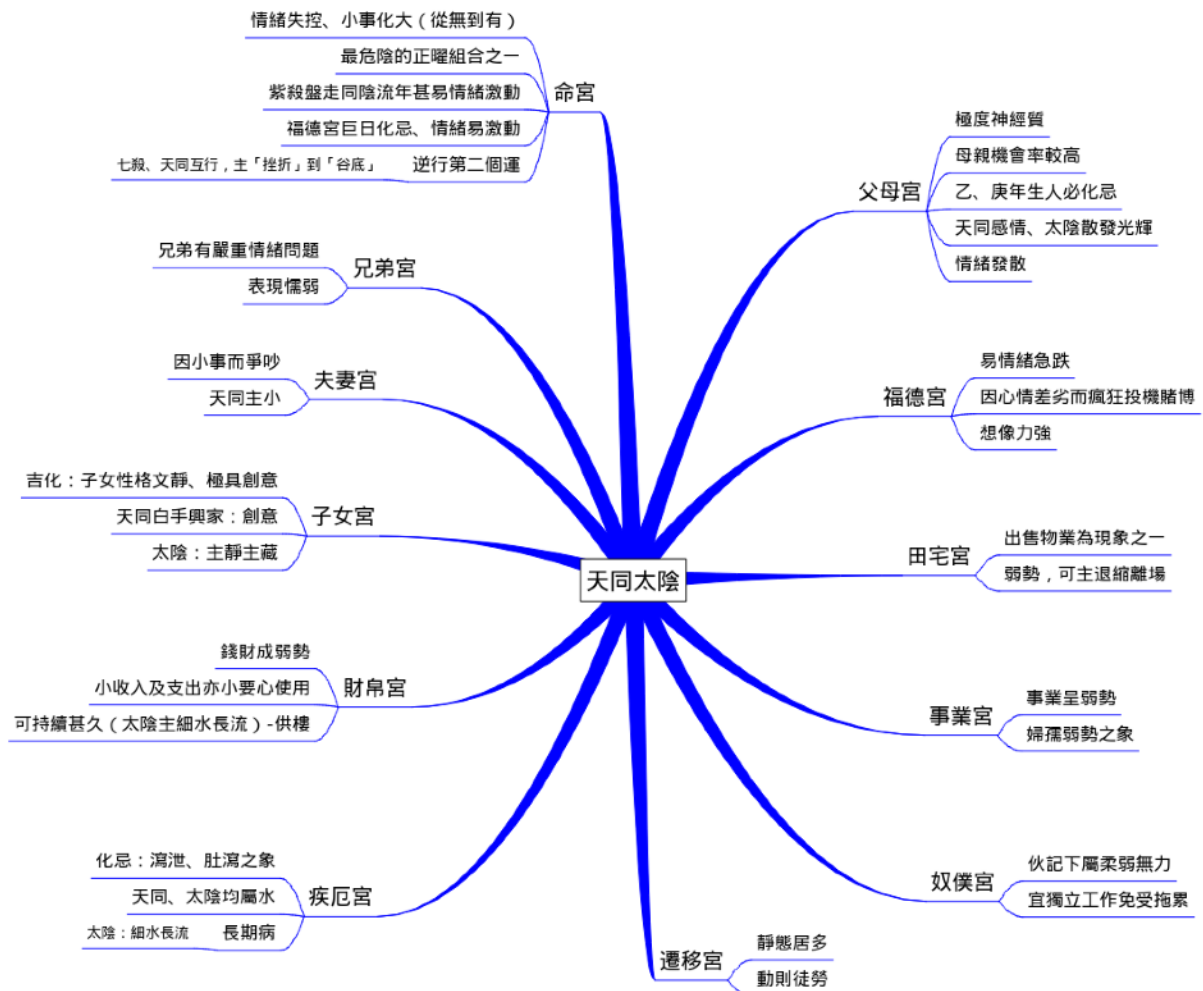 天同太陰
命宮
情緒失控、小事化大（從無到有）
最危陰的正曜組合之一
紫殺盤走同陰流年甚易情緒激動
福德宮巨日化忌、情緒易激動
逆行第二個運
七殺、天同互行，主「挫折」到「谷底」
兄弟宮
兄弟有嚴重情緒問題
表現懦弱
夫妻宮
因小事而爭吵
天同主小
子女宮
吉化：子女性格文靜、極具創意
天同白手興家：創意
太陰：主靜主藏
財帛宮
錢財成弱勢
小收入及支出亦小要心使用
可持續甚久（太陰主細水長流）-供樓
疾厄宮
化忌：瀉泄、肚瀉之象
天同、太陰均屬水
長期病
太陰：細水長流
父母宮
極度神經質
母親機會率較高
乙、庚年生人必化忌
天同感情、太陰散發光輝
情緒發散
福德宮
易情緒急跌
因心情差劣而瘋狂投機賭博
想像力強
田宅宮
出售物業為現象之一
弱勢，可主退縮離場
事業宮
事業呈弱勢
婦孺弱勢之象
奴僕宮
伙記下屬柔弱無力
宜獨立工作免受拖累
遷移宮
靜態居多
動則徒勞